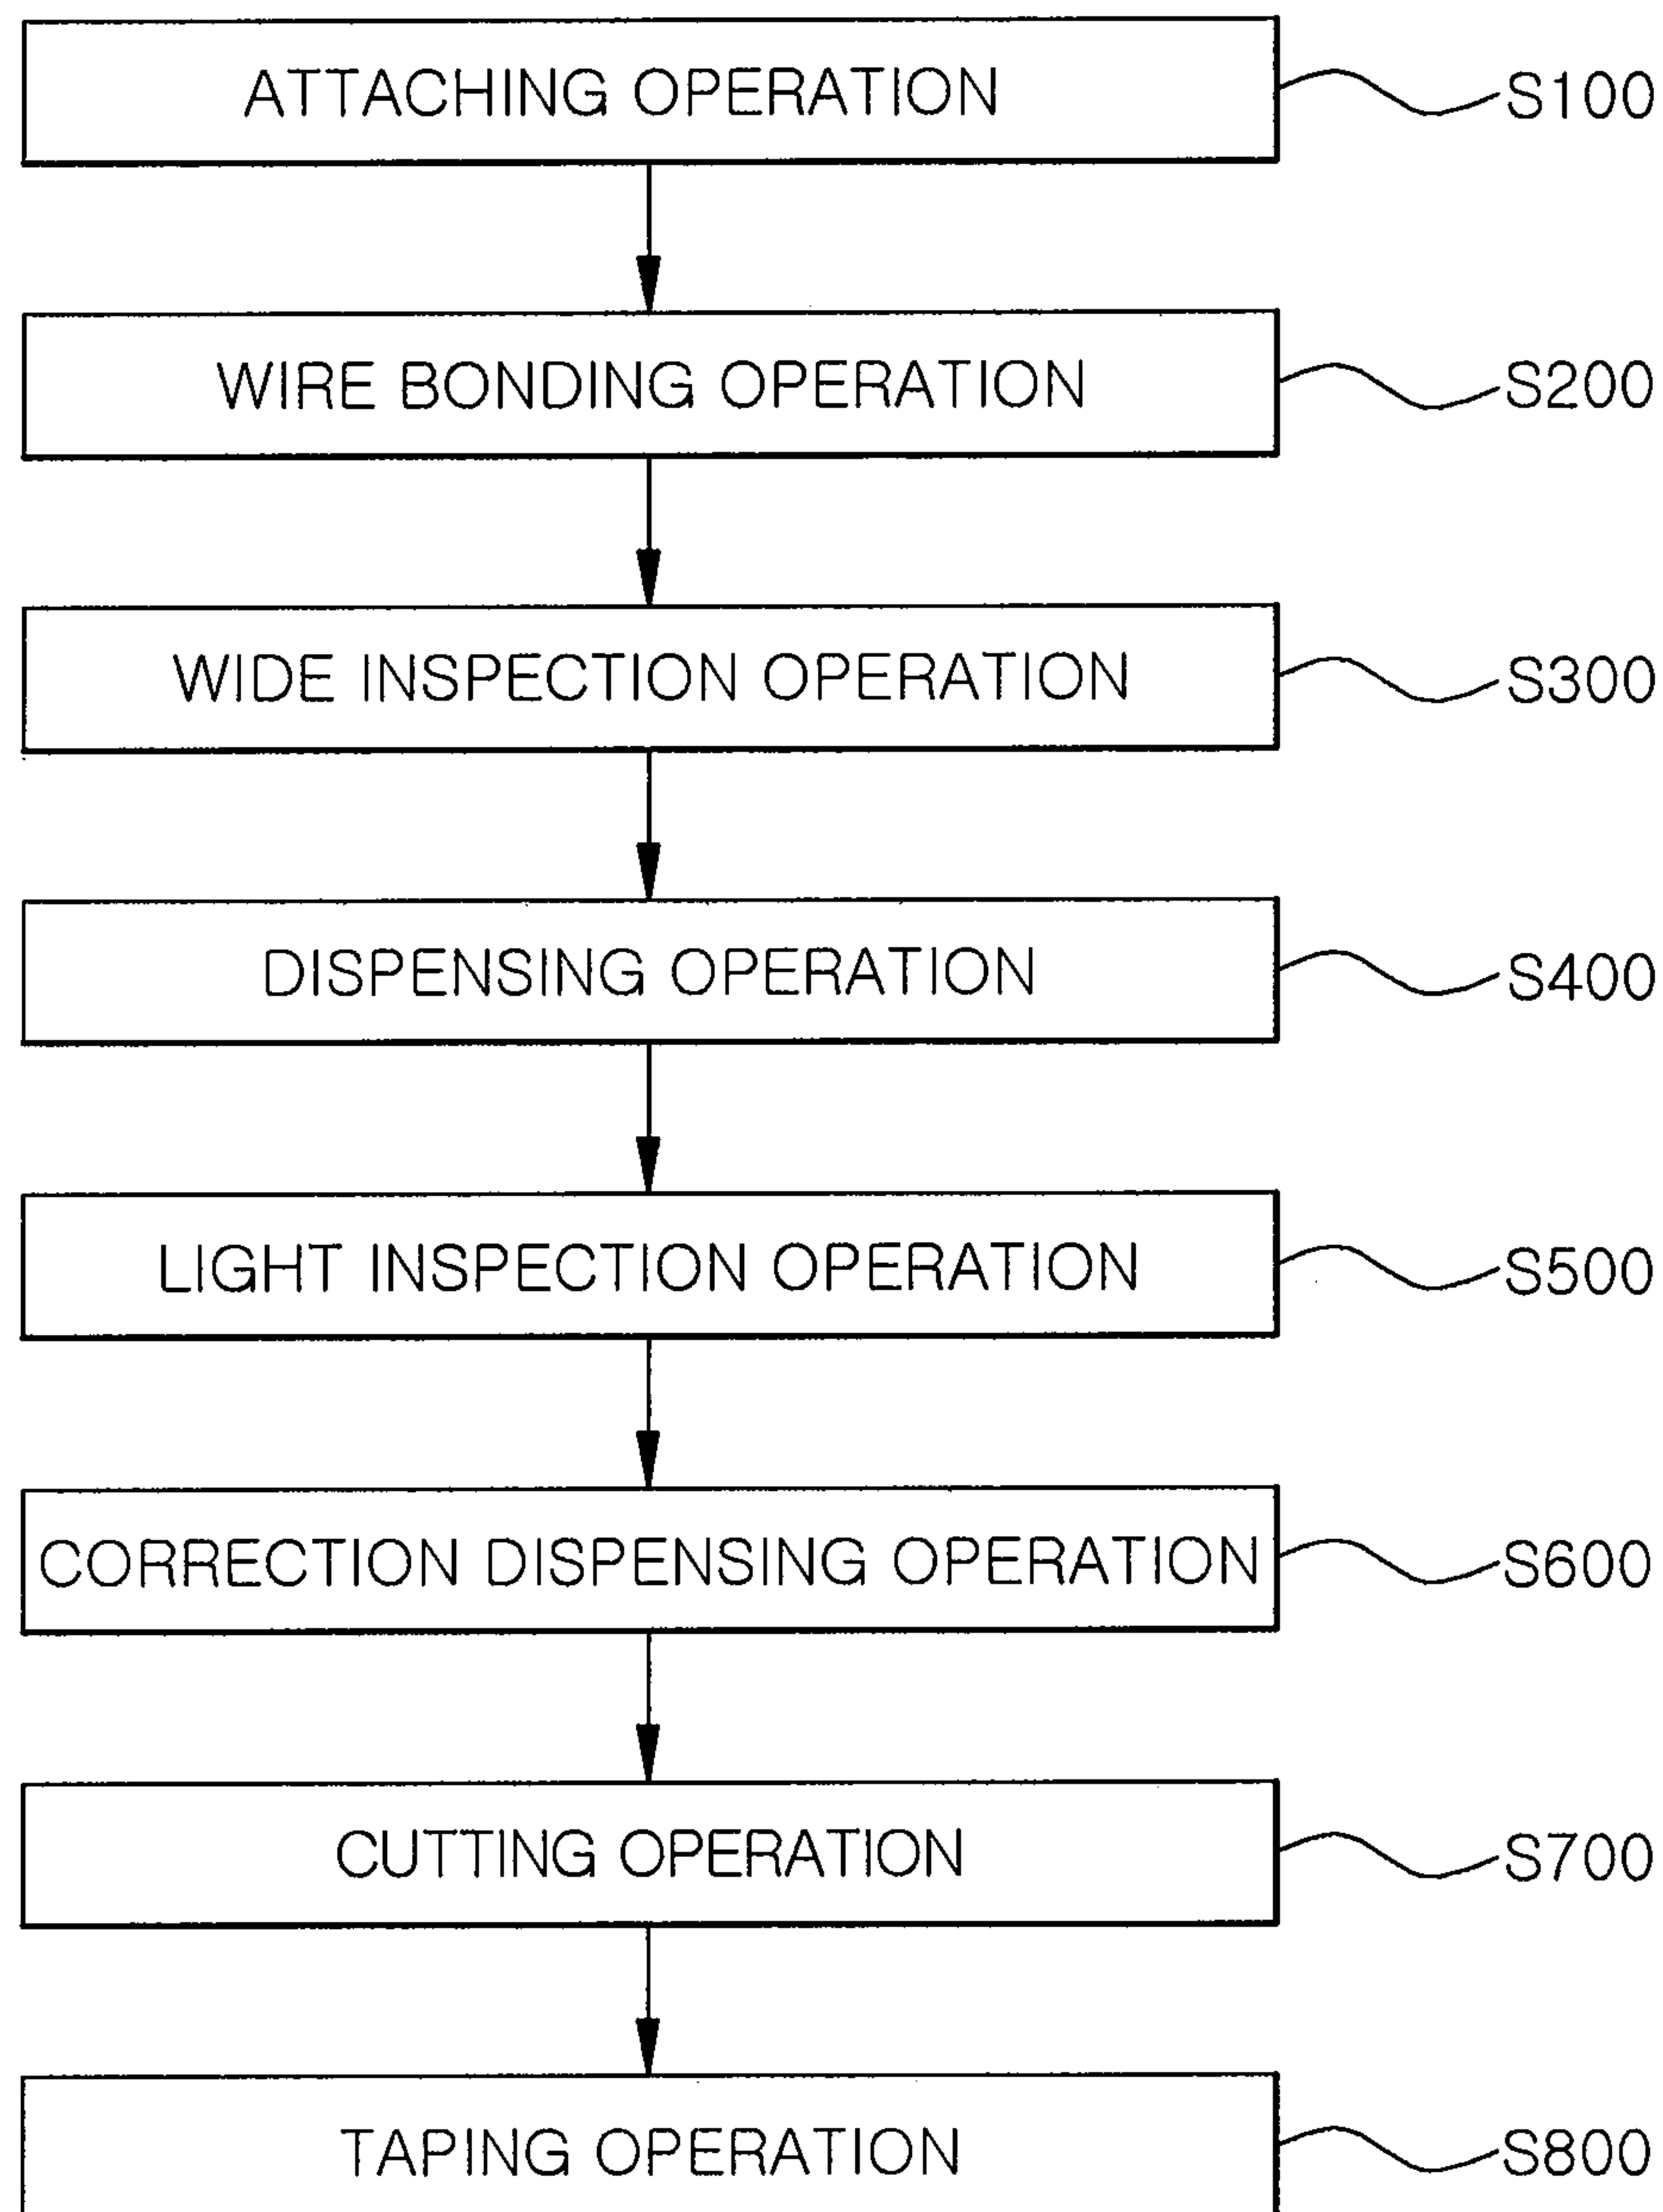 ATTACHING OPERATION S100
WIRE BONDING OPERATION S200
WIDE INSPECTION OPERATION S300
DISPENSING OPERATION S400
LIGHT INSPECTION OPERATION S500
CORRECTION DISPENSING OPERATION S600
CUTTING OPERATION S700
TAPING OPERATION S800